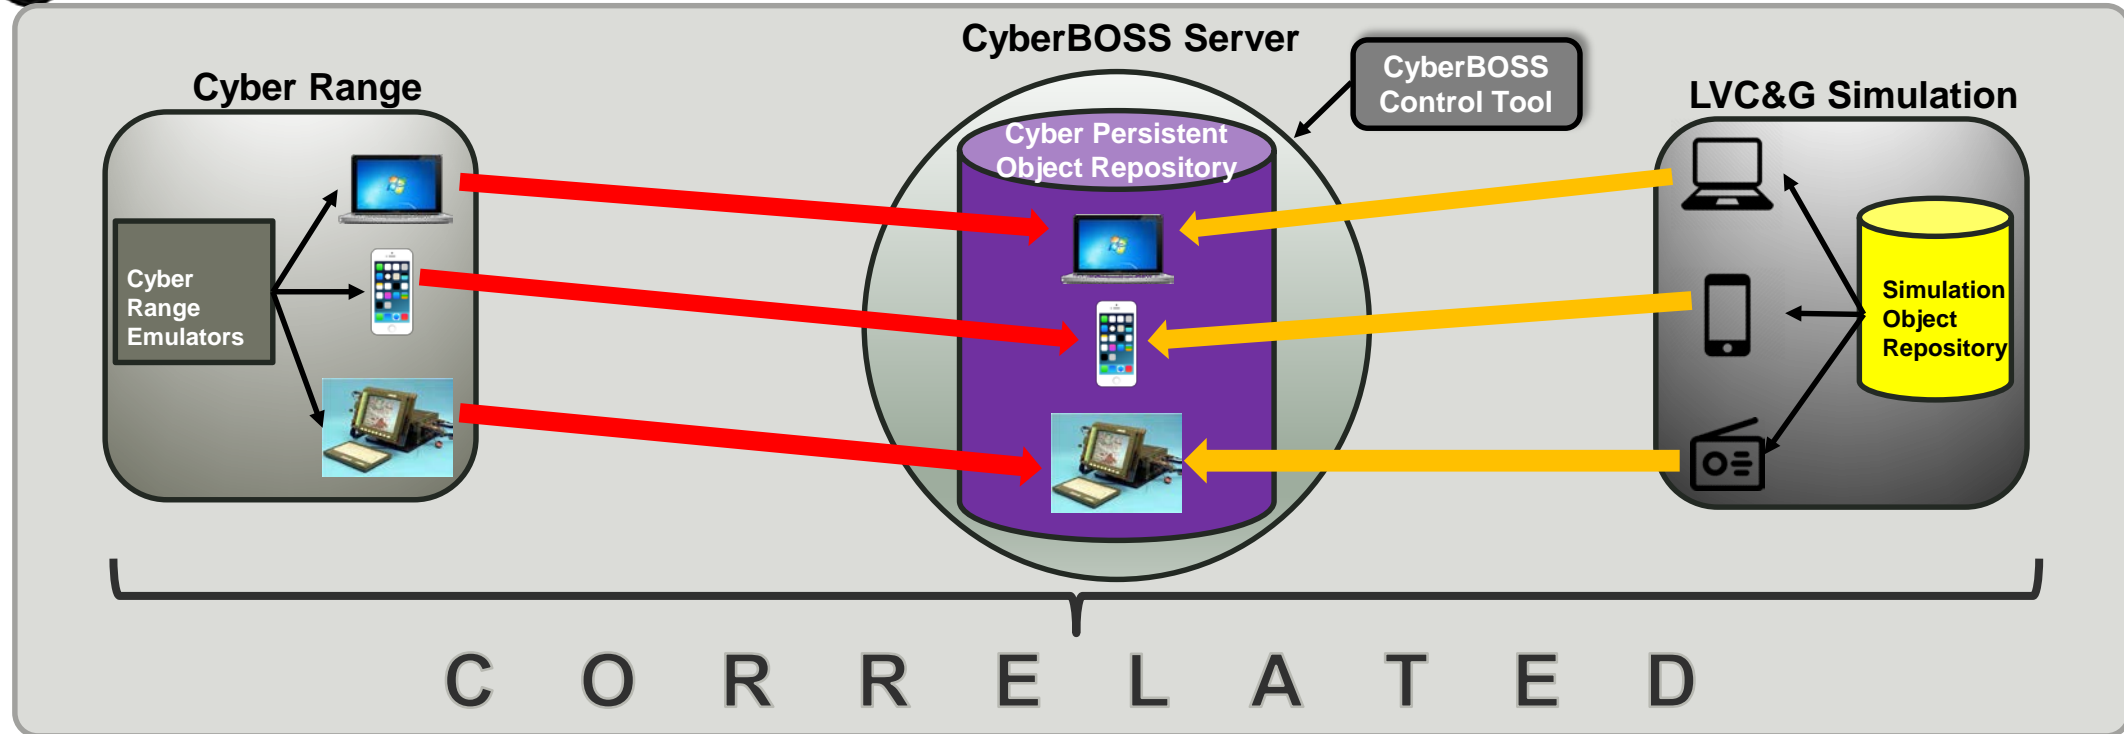 CyberBOSS Server
CyberBOSS
Control Tool
Cyber Range
LVC&G Simulation
Cyber Persistent
Object Repository
Cyber
Range
Emulators
Simulation
Object
Repository
C O R R E L A T E D